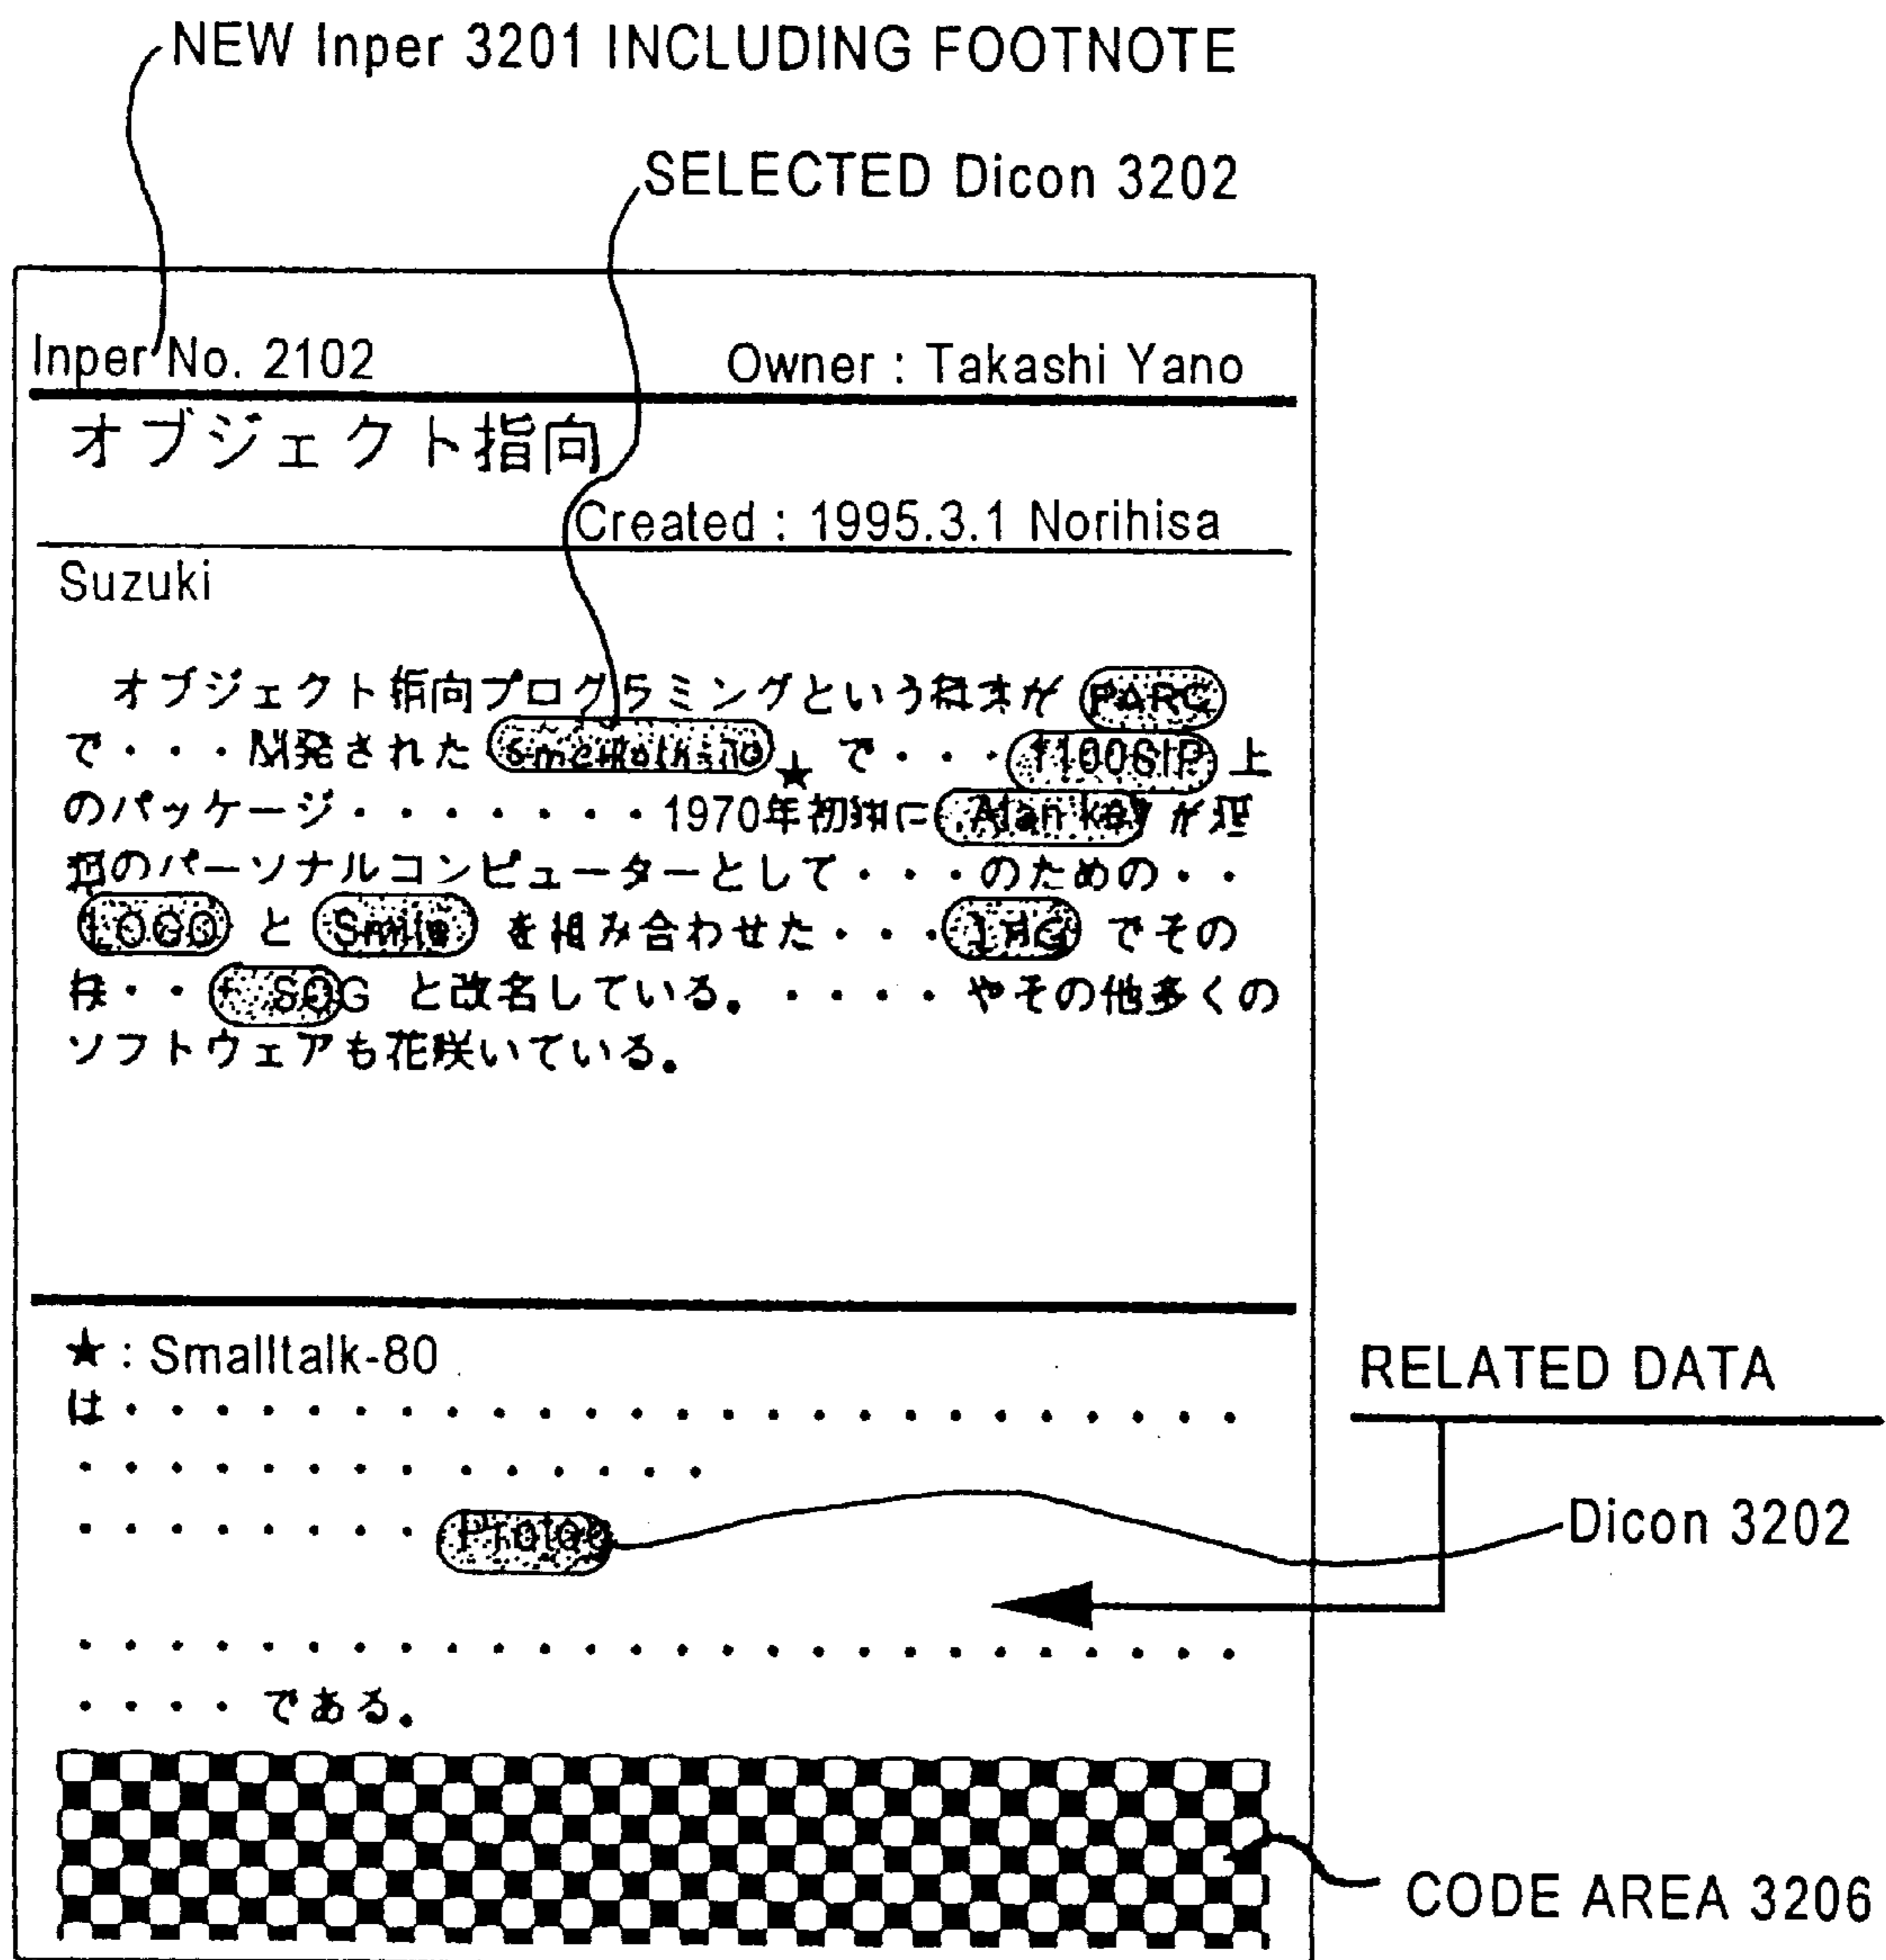 NEW Inper 3201 INCLUDING FOOTNOTE
SELECTED Dicon 3202
Inper No. 2102 Owner : Takashi Yano
オブジェクト指向
Created : 1995.3.1 Norihisa
Suzuki
オブジェクト指向プログラミングという が PARC
で・・・ 発された ★ で・・・ 1100SIP 上
のパッケージ・・・・・・・1970年初 に Alan kay が
のパーソナルコンピューターとして・・・のための・・
LOGO と を組み合わせた・・・ でその
・・ SOG と改名している。・・・・やその他多くの
ソフトウェアも花咲いている。
★ : Smalltalk-80
は・・・・・・・・・・・・・・・・・・・・・・・・・
・・・・・・・・・・・・・・
・・・・・・・・
RELATED DATA
Dicon 3202
・・・・・・・・・・・・・・・・・・・・・・・・・・
・・・・である。
CODE AREA 3206